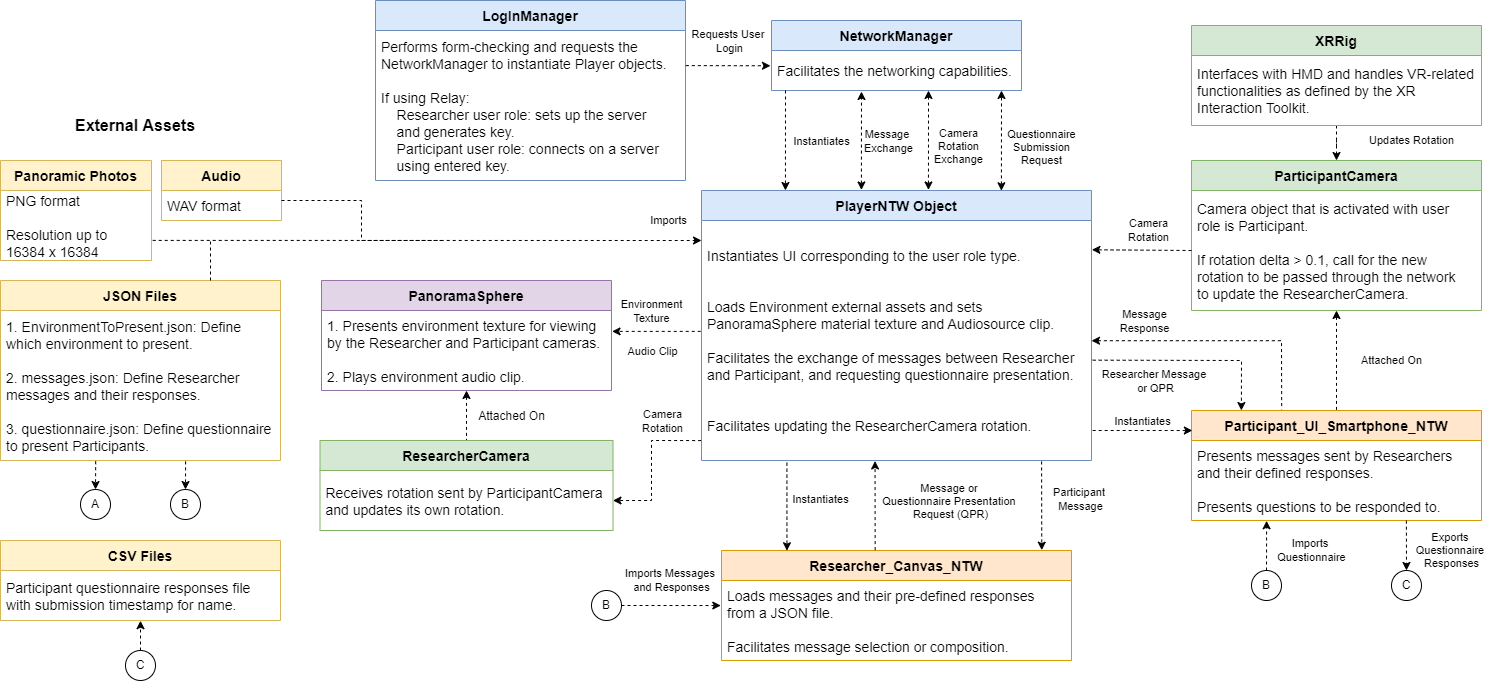 LogInManager
Performs form-checking and requests the
NetworkManager to instantiate Player objects.
If using Relay:
Researcher user role: sets up the server
and generates key.
Participant user role: connects on a server
using entered key.
Requests User
Login
NetworkManager
Facilitates the networking capabilities.
XRRig
Interfaces with HMD and handles VR-related
functionalities as defined by the XR
Interaction Toolkit.
Updates Rotation
Instantiates
Message
Exchange
Camera
Rotation
Exchange
Questionnaire
Submission
Request
External Assets
Panoramic Photos
PNG format
Resolution up to
16384 x 16384
Audio
WAV format
Imports
JSON Files
1. EnvironmentToPresent.json: Define
which environment to present.
2. messages.json: Define Researcher
messages and their responses.
3. questionnaire.json: Define questionnaire
to present Participants.
A
B
CSV Files
Participant questionnaire responses file
with submission timestamp for name.
C
PanoramaSphere
1. Presents environment texture for viewing
by the Researcher and Participant cameras.
2. Plays environment audio clip.
Environment
Texture
Audio Clip
Attached On
ResearcherCamera
Receives rotation sent by ParticipantCamera
and updates its own rotation.
Camera
Rotation
PlayerNTW Object
Instantiates UI corresponding to the user role type.
Loads Environment external assets and sets
PanoramaSphere material texture and Audiosource clip.
Facilitates the exchange of messages between Researcher
and Participant, and requesting questionnaire presentation.
Facilitates updating the ResearcherCamera rotation.
Camera
Rotation
ParticipantCamera
Camera object that is activated with user
role is Participant.
If rotation delta > 0.1, call for the new
rotation to be passed through the network
to update the ResearcherCamera.
Message
Response
Researcher Message
or QPR
Attached On
Instantiates
Participant_UI_Smartphone_NTW
Presents messages sent by Researchers
and their defined responses.
Presents questions to be responded to.
Imports
Questionnaire
B
Exports
Questionnaire
Responses
C
Instantiates
Message or
Questionnaire Presentation
Request (QPR)
Participant
Message
B
Imports Messages
and Responses
Researcher_Canvas_NTW
Loads messages and their pre-defined responses
from a JSON file.
Facilitates message selection or composition.